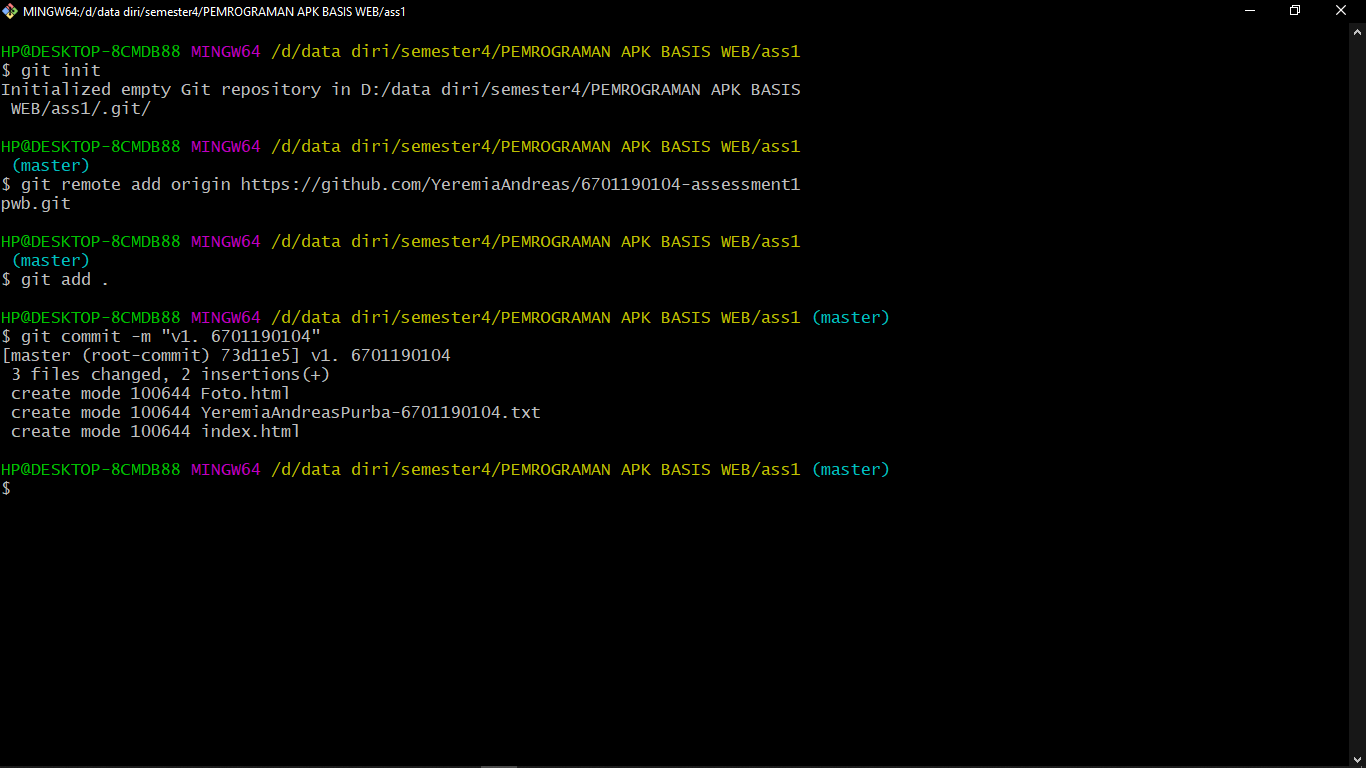 MINGW64:/d/data diri/semester4/PEMROGRAMAN APK BASIS WEB/ass1
HP@DESKTOP-8CMDB88 MINGW64 /d/data diri/semester4/PEMROGRAMAN APK BASIS WEB/ass1
$ git init
Initialized empty Git repository in D:/data diri/semester4/PEMROGRAMAN APK BASIS
 WEB/ass1/.git/
HP@DESKTOP-8CMDB88 MINGW64 /d/data diri/semester4/PEMROGRAMAN APK BASIS WEB/ass1
 (master)
$ git remote add origin https://github.com/YeremiaAndreas/6701190104-assessment1
pwb.git
HP@DESKTOP-8CMDB88 MINGW64 /d/data diri/semester4/PEMROGRAMAN APK BASIS WEB/ass1
 (master)
$ git add .
HP@DESKTOP-8CMDB88 MINGW64 /d/data diri/semester4/PEMROGRAMAN APK BASIS WEB/ass1 (master)
$ git commit -m "v1. 6701190104"
[master (root-commit) 73d11e5] v1. 6701190104
 3 files changed, 2 insertions(+)
 create mode 100644 Foto.html
 create mode 100644 YeremiaAndreasPurba-6701190104.txt
 create mode 100644 index.html
HP@DESKTOP-8CMDB88 MINGW64 /d/data diri/semester4/PEMROGRAMAN APK BASIS WEB/ass1 (master)
$